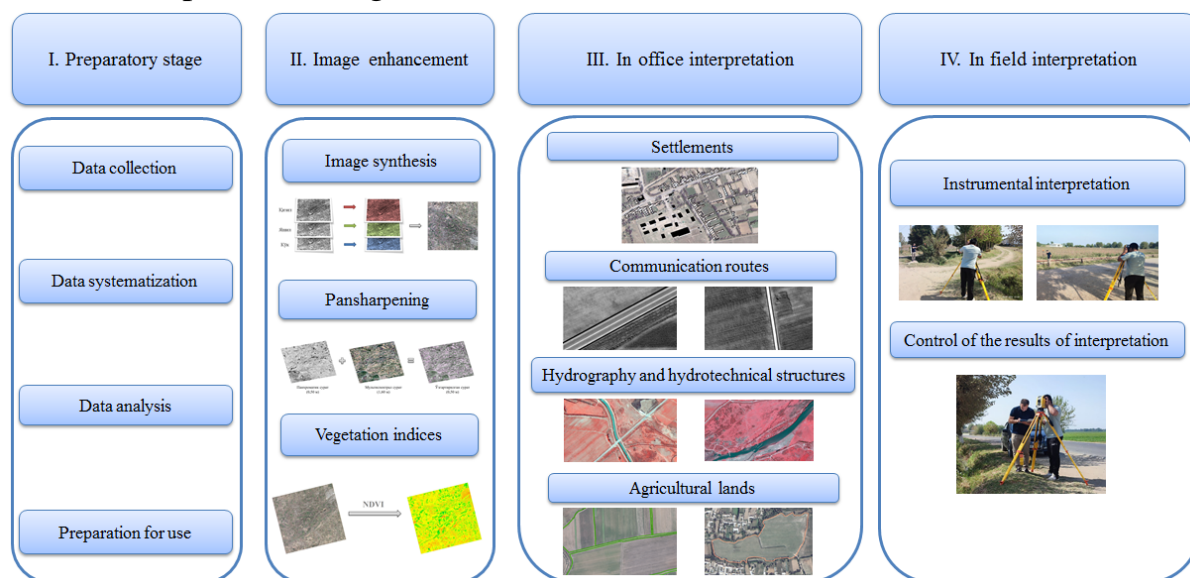 I. Preparatory stage
Data collection
Data systematization
Data analysis
Preparation for use
II. Image enhancement
Image synthesis
Pansharpening
Vegetation indices
NDVI
III. In office interpretation
Settlements
Communication routes
Hydrography and hydrotechnical structures
Agricultural lands
IV. In field interpretation
Instrumental interpretation
Control of the results of interpretation